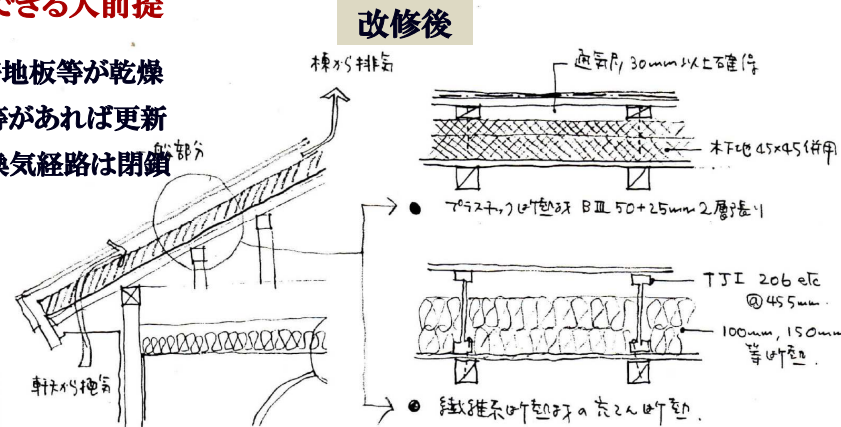 できる大前提
改修後
地板等が乾燥
等があれば更新
換気経路は閉鎖
棟から排気
一般部分
軒天から換気
通気層30mm以上確保
木下地45×45併用
● プラスチック断熱材 BⅢ 50+25mm 2層張り
TJI 206 etc
@455mm.
100mm, 150mm
等断熱.
● 繊維系断熱材の充てん断熱.